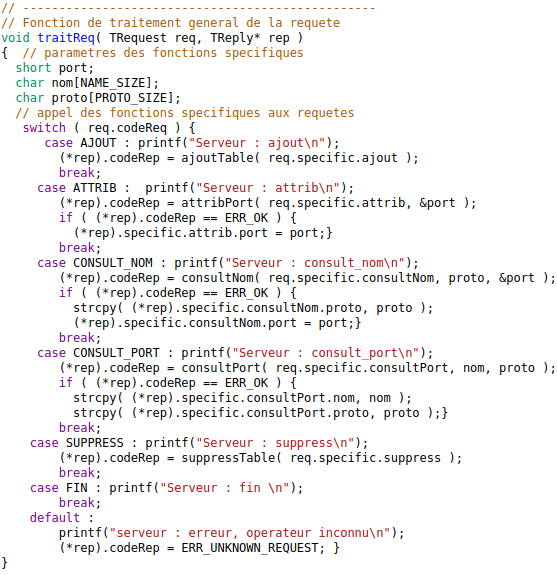 // ------------------------------------------------
// Fonction de traitement general de la requete
void traitReq( TRequest req, TReply* rep )
{  // parametres des fonctions specifiques
  short port;
  char nom[NAME_SIZE];
  char proto[PROTO_SIZE];
  // appel des fonctions specifiques aux requetes
   switch ( req.codeReq ) {
      case AJOUT : printf("Serveur : ajout\n");
        (*rep).codeRep = ajoutTable( req.specific.ajout );
        break;
     case ATTRIB :  printf("Serveur : attrib\n");
        (*rep).codeRep = attribPort( req.specific.attrib, &port );
        if ( (*rep).codeRep == ERR_OK ) {
          (*rep).specific.attrib.port = port;}
        break;
     case CONSULT_NOM : printf("Serveur : consult_nom\n");
        (*rep).codeRep = consultNom( req.specific.consultNom, proto, &port );
        if ( (*rep).codeRep == ERR_OK ) {
          strcpy( (*rep).specific.consultNom.proto, proto );
          (*rep).specific.consultNom.port = port;}
        break;
     case CONSULT_PORT : printf("Serveur : consult_port\n");
        (*rep).codeRep = consultPort( req.specific.consultPort, nom, proto );
        if ( (*rep).codeRep == ERR_OK ) {
          strcpy( (*rep).specific.consultPort.nom, nom );
          strcpy( (*rep).specific.consultPort.proto, proto );}
        break;
    case SUPPRESS : printf("Serveur : suppress\n");
        (*rep).codeRep = suppressTable( req.specific.suppress );
        break;
    case FIN : printf("Serveur : fin \n");
        break;
    default :
        printf("serveur : erreur, operateur inconnu\n");
        (*rep).codeRep = ERR_UNKNOWN_REQUEST; }
}